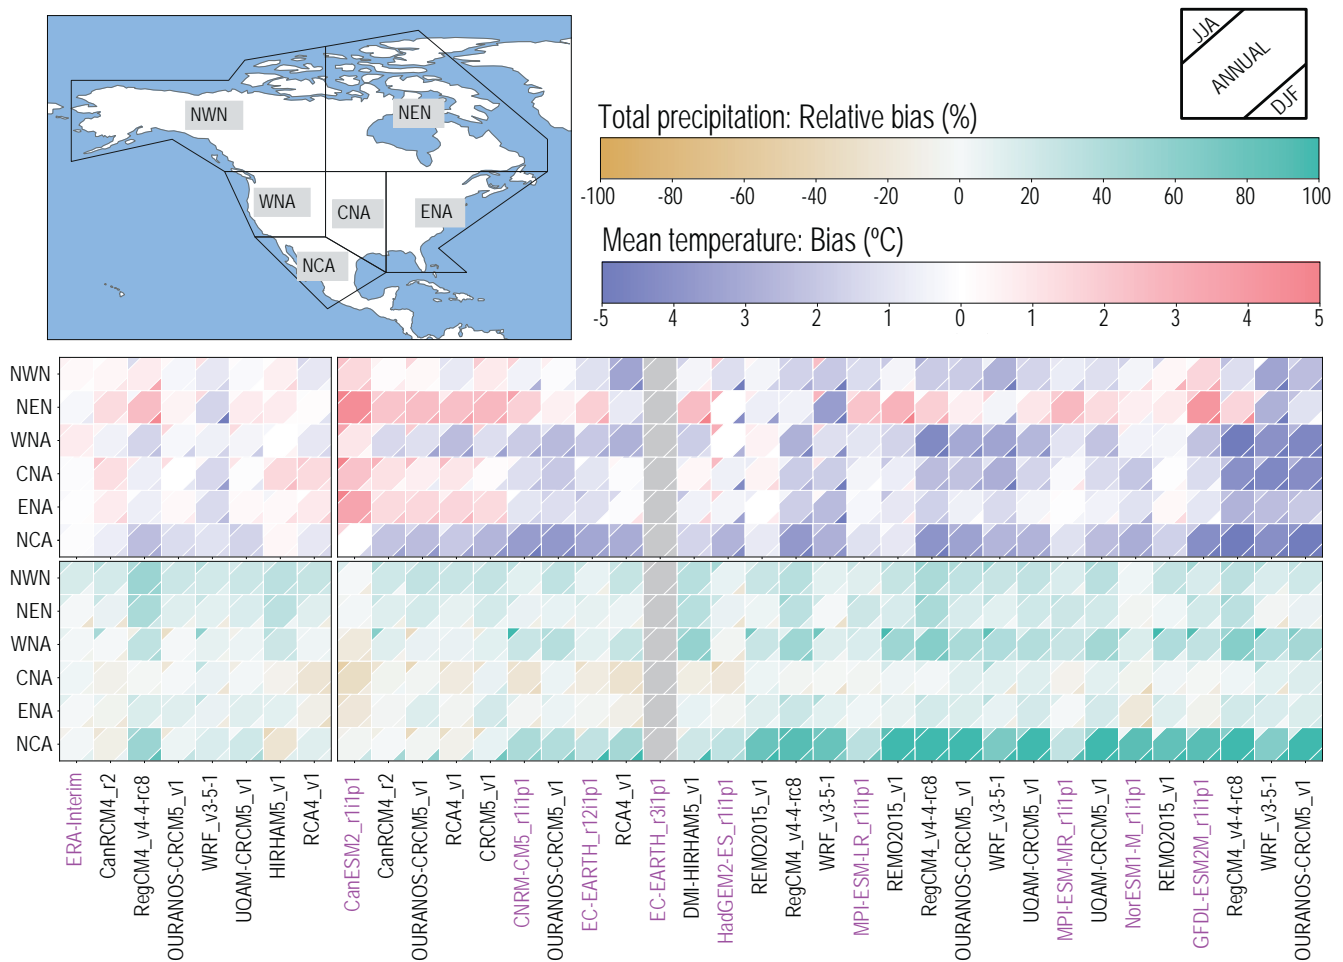 JJA
ANNUAL
DJF
NWN
NEN
WNA
CNA
ENA
NCA
Total precipitation: Relative bias (%)
-100 -80 -60 -40 -20 0 20 40 60 80 100
Mean temperature: Bias (ºC)
-5 4 3 2 1 0 1 2 3 4 5
NWN
NEN
WNA
CNA
ENA
NCA
NWN
NEN
WNA
CNA
ENA
NCA
ERA-Interim
CanRCM4_r2
RegCM4_v4-4-rc8
OURANOS-CRCM5_v1
WRF_v3-5-1
UQAM-CRCM5_v1
HIRHAM5_v1
RCA4_v1
CanESM2_r1i1p1
CanRCM4_r2
OURANOS-CRCM5_v1
RCA4_v1
CRCM5_v1
CNRM-CM5_r1i1p1
OURANOS-CRCM5_v1
EC-EARTH_r12i1p1
RCA4_v1
EC-EARTH_r3i1p1
DMI-HIRHAM5_v1
HadGEM2-ES_r1i1p1
REMO2015_v1
RegCM4_v4-4-rc8
WRF_v3-5-1
MPI-ESM-LR_r1i1p1
REMO2015_v1
RegCM4_v4-4-rc8
OURANOS-CRCM5_v1
WRF_v3-5-1
UQAM-CRCM5_v1
MPI-ESM-MR_r1i1p1
UQAM-CRCM5_v1
NorESM1-M_r1i1p1
REMO2015_v1
GFDL-ESM2M_r1i1p1
RegCM4_v4-4-rc8
WRF_v3-5-1
OURANOS-CRCM5_v1